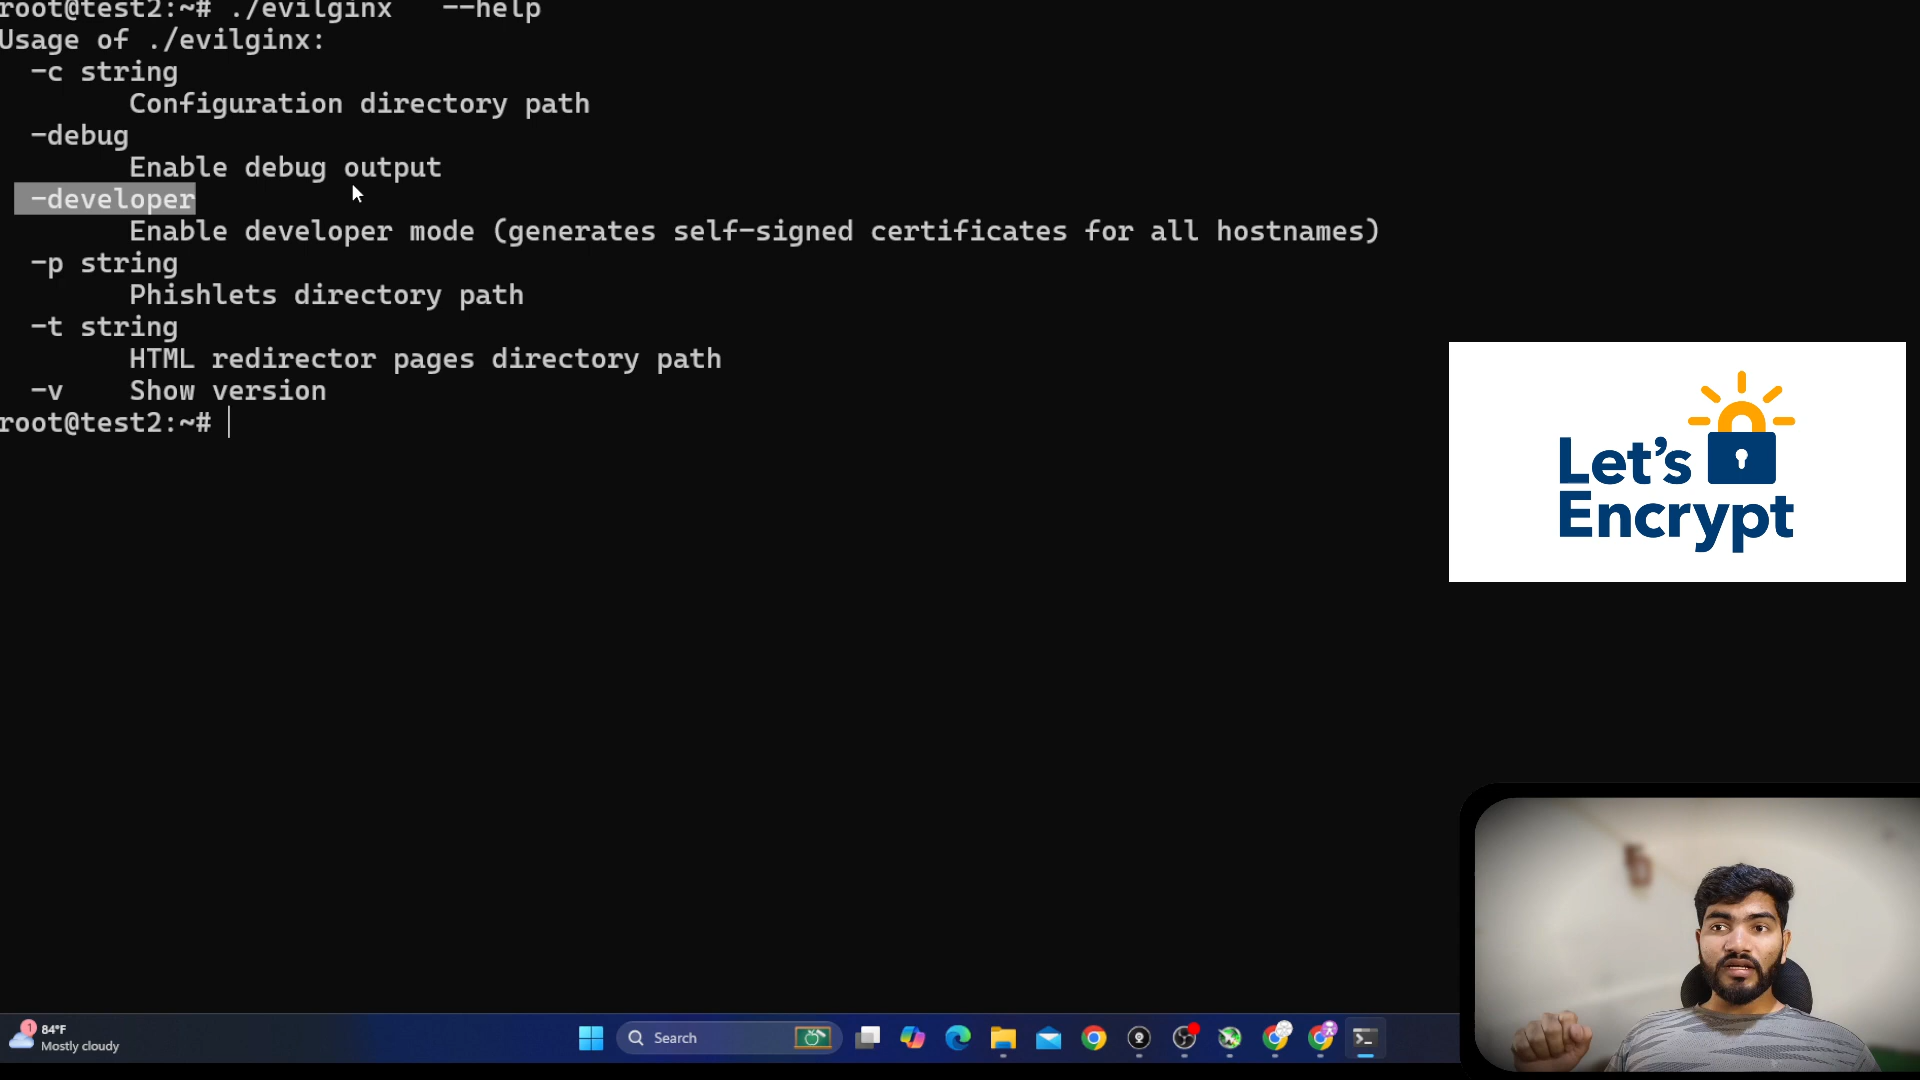 root@test2:~# ./evilginx   --help
Usage of ./evilginx:
  -c string
        Configuration directory path
  -debug
        Enable debug output
  -developer
        Enable developer mode (generates self-signed certificates for all hostnames)
  -p string
        Phishlets directory path
  -t string
        HTML redirector pages directory path
  -v    Show version
root@test2:~#
Let's
Encrypt
1
84°F
Mostly cloudy
Search